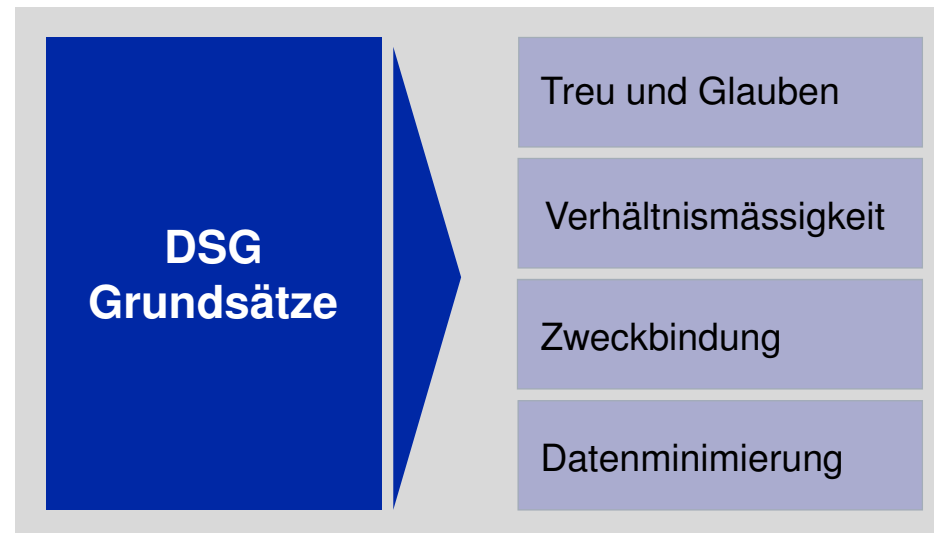 DSG
Grundsätze
Treu und Glauben
Verhältnismässigkeit
Zweckbindung
Datenminimierung